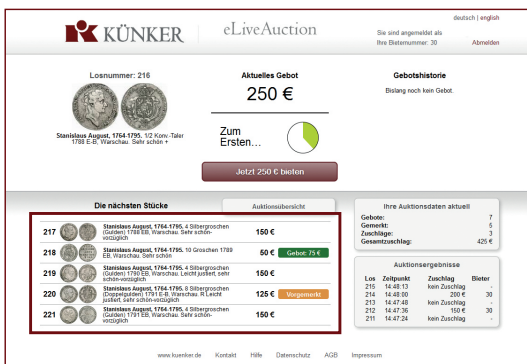 deutsch | english
KÜNKER
eLiveAuction
Sie sind angemeldet als
Ihre Bieternummer: 30
Abmelden
Losnummer: 216
Stanislaus August, 1764-1795. 1/2 Konv.-Taler
1788 E-B, Warschau. Sehr schön +
Aktuelles Gebot
250 €
Zum
Ersten...
Jetzt 250 € bieten
Gebotshistorie
Bislang noch kein Gebot.
Die nächsten Stücke
Auktionsübersicht
217 Stanislaus August, 1764-1795. 4 Silbergroschen
(Gulden) 1788 EB, Warschau. Sehr schön-
vorzüglich
150 €
218 Stanislaus August, 1764-1795. 10 Groschen 1789
EB, Warschau. Sehr schön
50 € Gebot: 75 €
219 Stanislaus August, 1764-1795. 4 Silbergroschen
(Gulden) 1790 EB, Warschau. Leicht justiert, sehr
schön-vorzüglich
150 €
220 Stanislaus August, 1764-1795. 8 Silbergroschen
(Doppelgulden) 1791 E-B, Warschau. R Leicht
justiert, sehr schön-vorzüglich
125 € Vorgemerkt
221 Stanislaus August, 1764-1795. 4 Silbergroschen
(Gulden) 1791 EB, Warschau. Sehr schön-
vorzüglich
150 €
Ihre Auktionsdaten aktuell
Gebote: 7
Gemerkt: 5
Zuschläge: 3
Gesamtzuschlag: 425 €
Auktionsergebnisse
Los Zeitpunkt Zuschlag Bieter
215 14:48:13 kein Zuschlag -
214 14:48:00 200 € 30
213 14:47:48 kein Zuschlag -
212 14:47:36 150 € 30
211 14:47:24 kein Zuschlag -
www.kuenker.de Kontakt Hilfe Datenschutz AGB Impressum